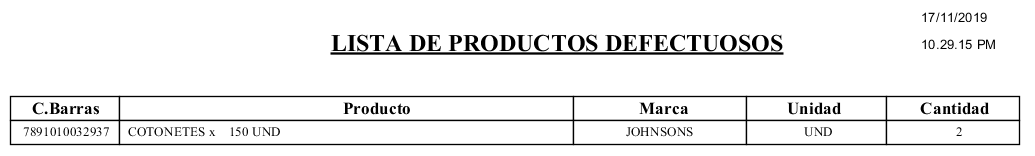 17/11/2019
LISTA DE PRODUCTOS DEFECTUOSOS
10.29.15 PM
C.Barras Producto Marca Unidad Cantidad
7891010032937 COTONETES x 150 UND JOHNSONS UND 2